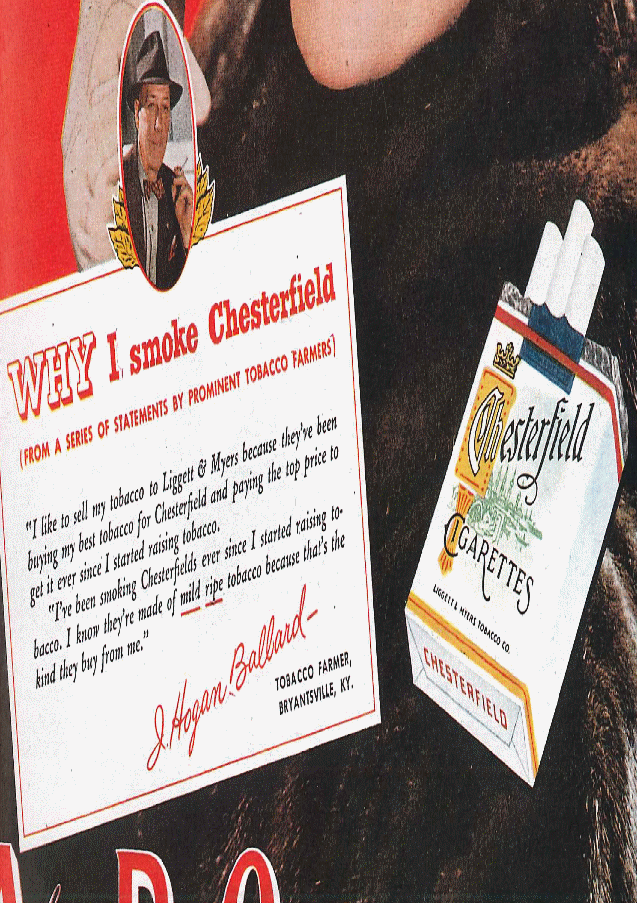 WHY I smoke Chesterfield
(FROM A SERIES OF STATEMENTS BY PROMINENT TOBACCO FARMERS)
"I like to sell my tobacco to Liggett & Myers because they've been
buying my best tobacco for Chesterfield and paying the top price to
get it ever since I started raising tobacco.
"I've been smoking Chesterfields ever since I started raising to-
bacco. I know they're made of mild ripe tobacco because that's the
kind they buy from me."
J. Hogan Ballard
TOBACCO FARMER,
BRYANTSVILLE, KY.
Chesterfield
CIGARETTES
LIGGETT & MYERS TOBACCO CO.
CHESTERFIELD